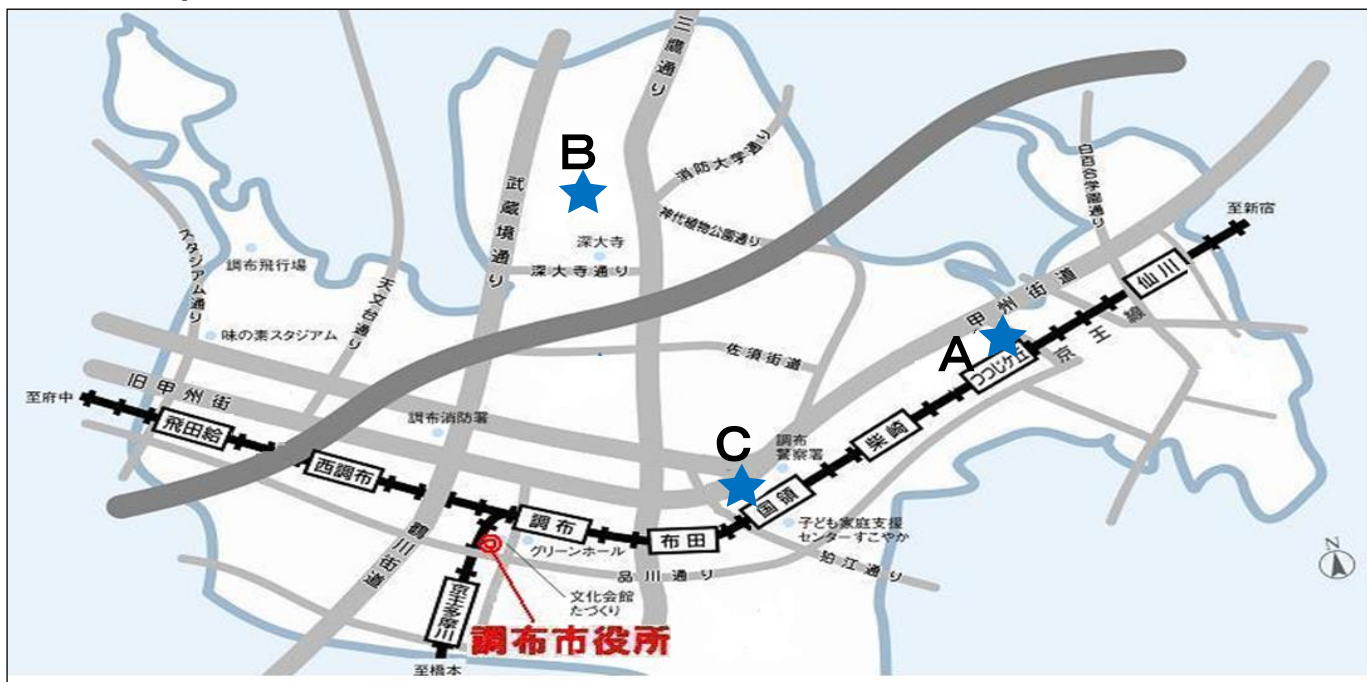 三鷹通り
B
消防大学通り
武蔵境通り
白百合学園通り
神代植物公園通り
至新宿
深大寺
深大寺通り
スタジアム通り
調布飛行場
天文台通り
仙川
甲州街道
味の素スタジアム
A
つつじケ丘
京王線
佐須街道
旧甲州街
至府中
調布消防署
飛田給
柴崎
C
調布
警察署
西調布
国領
調布
布田
子ども家庭支援
センターすこやか
鶴川街道
グリーンホール
品川通り
狛江通り
N
文化会館
たづくり
京王多摩川
調布市役所
至橋本